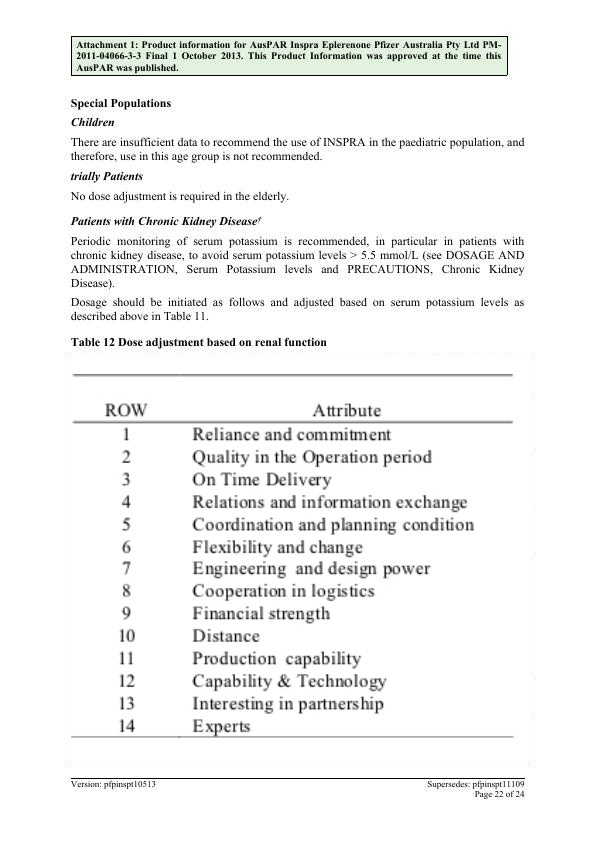 Attachment 1: Product information for AusPAR Inspra Eplerenone Pfizer Australia Pty Ltd PM-
2011-04066-3-3 Final 1 October 2013. This Product Information was approved at the time this
AusPAR was published.
Special Populations
Children
There are insufficient data to recommend the use of INSPRA in the paediatric population, and
therefore, use in this age group is not recommended.
trially Patients
No dose adjustment is required in the elderly.
Patients with Chronic Kidney Disease†
Periodic monitoring of serum potassium is recommended, in particular in patients with
chronic kidney disease, to avoid serum potassium levels > 5.5 mmol/L (see DOSAGE AND
ADMINISTRATION, Serum Potassium levels and PRECAUTIONS, Chronic Kidney
Disease).
Dosage should be initiated as follows and adjusted based on serum potassium levels as
described above in Table 11.
Table 12 Dose adjustment based on renal function
ROW Attribute
1 Reliance and commitment
2 Quality in the Operation period
3 On Time Delivery
4 Relations and information exchange
5 Coordination and planning condition
6 Flexibility and change
7 Engineering and design power
8 Cooperation in logistics
9 Financial strength
10 Distance
11 Production capability
12 Capability & Technology
13 Interesting in partnership
14 Experts
Version: pfpinspt10513 Supersedes: pfpinspt11109
Page 22 of 24